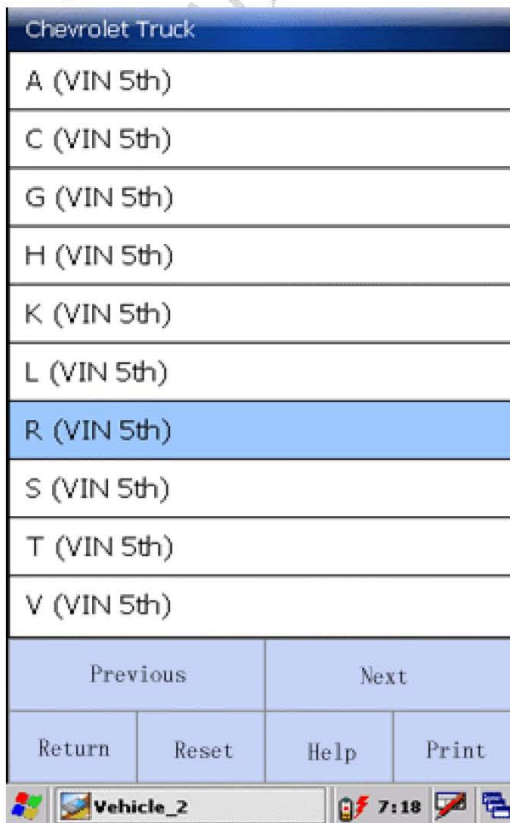 Chevrolet Truck
A (VIN 5th)
C (VIN 5th)
G (VIN 5th)
H (VIN 5th)
K (VIN 5th)
L (VIN 5th)
R (VIN 5th)
S (VIN 5th)
T (VIN 5th)
V (VIN 5th)
Previous Next
Return Reset Help Print
Vehicle_2 7:18